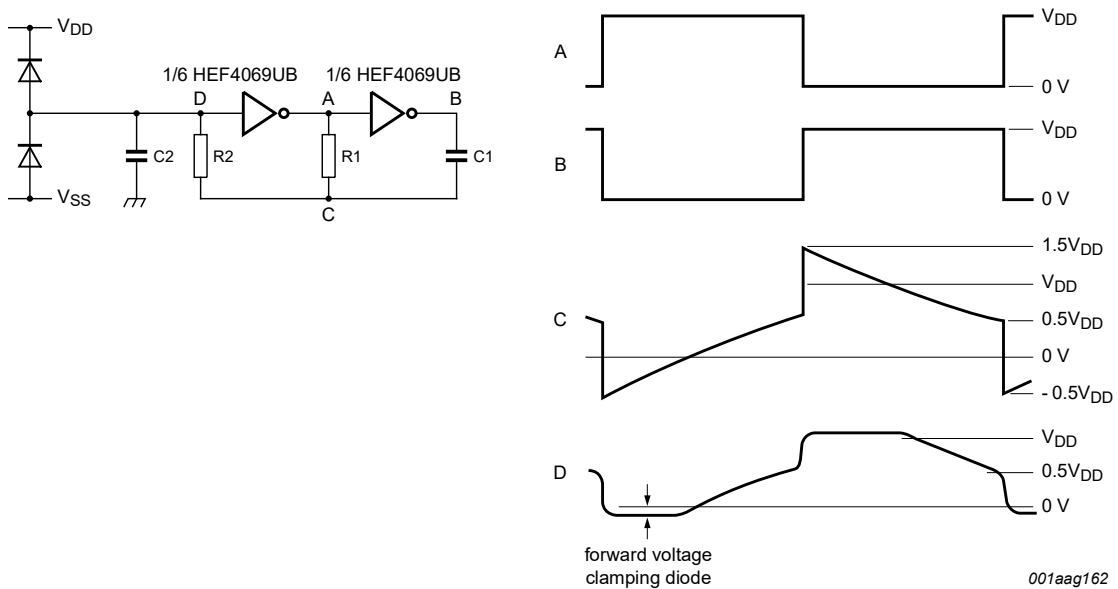 VDD
1/6 HEF4069UB 1/6 HEF4069UB
D A B
C2 R2 R1 C1
VSS
C
A
VDD
0 V
B
VDD
0 V
C
1.5VDD
VDD
0.5VDD
0 V
- 0.5VDD
D
VDD
0.5VDD
0 V
forward voltage
clamping diode
001aag162